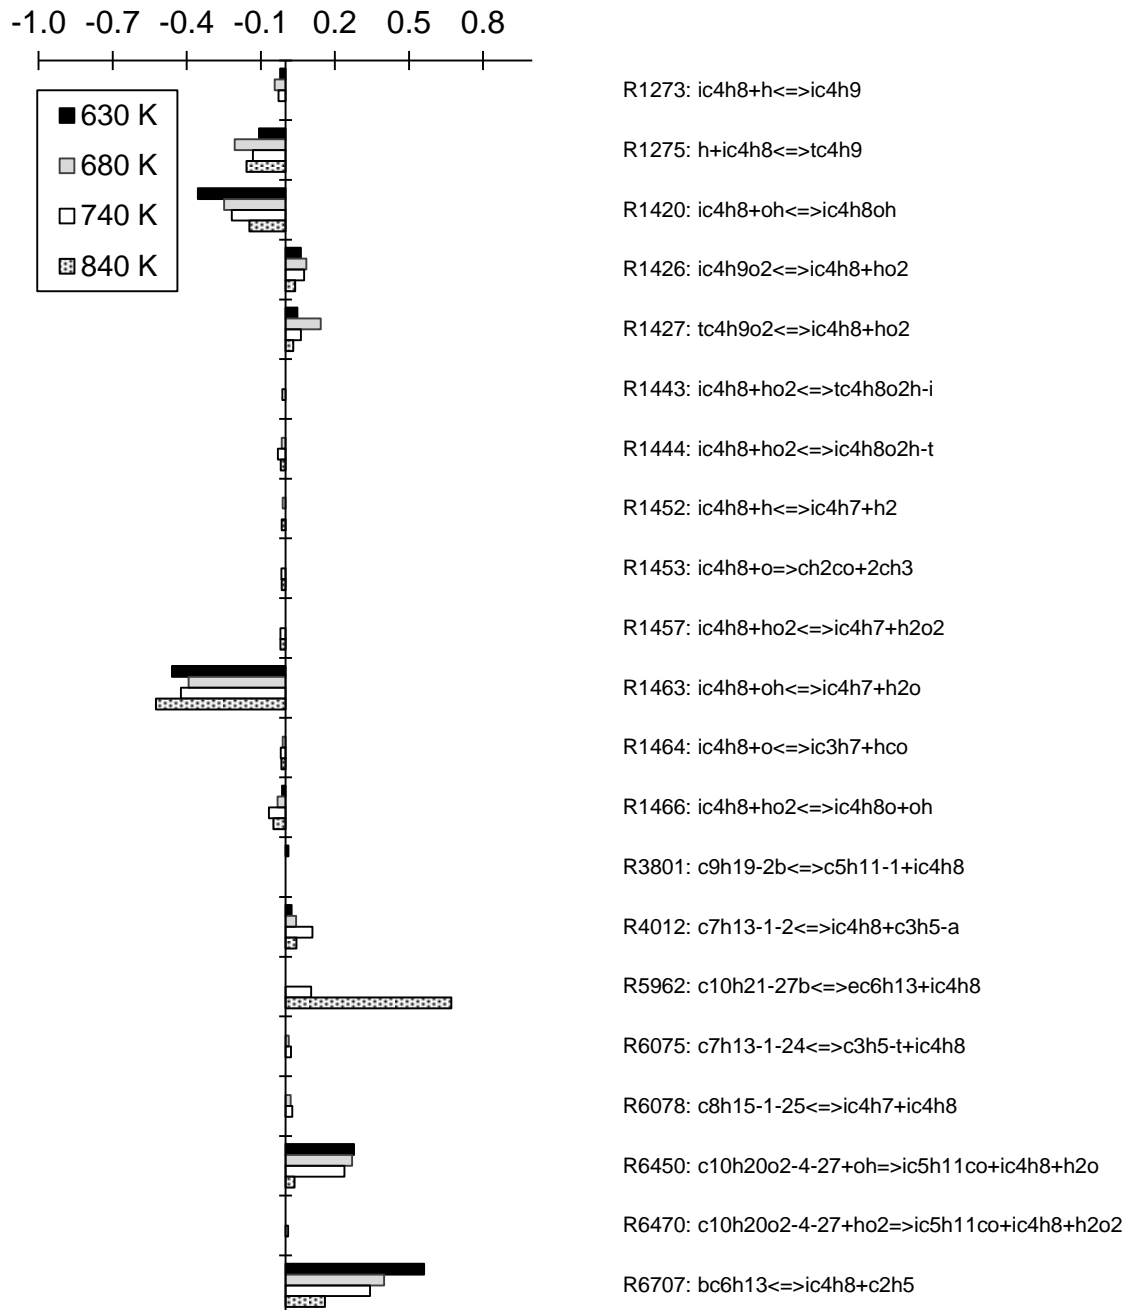 -1.0 -0.7 -0.4 -0.1 0.2 0.5 0.8
630 K
680 K
740 K
840 K
R1273: ic4h8+h<=>ic4h9
R1275: h+ic4h8<=>tc4h9
R1420: ic4h8+oh<=>ic4h8oh
R1426: ic4h9o2<=>ic4h8+ho2
R1427: tc4h9o2<=>ic4h8+ho2
R1443: ic4h8+ho2<=>tc4h8o2h-i
R1444: ic4h8+ho2<=>ic4h8o2h-t
R1452: ic4h8+h<=>ic4h7+h2
R1453: ic4h8+o=>ch2co+2ch3
R1457: ic4h8+ho2<=>ic4h7+h2o2
R1463: ic4h8+oh<=>ic4h7+h2o
R1464: ic4h8+o<=>ic3h7+hco
R1466: ic4h8+ho2<=>ic4h8o+oh
R3801: c9h19-2b<=>c5h11-1+ic4h8
R4012: c7h13-1-2<=>ic4h8+c3h5-a
R5962: c10h21-27b<=>ec6h13+ic4h8
R6075: c7h13-1-24<=>c3h5-t+ic4h8
R6078: c8h15-1-25<=>ic4h7+ic4h8
R6450: c10h20o2-4-27+oh=>ic5h11co+ic4h8+h2o
R6470: c10h20o2-4-27+ho2=>ic5h11co+ic4h8+h2o2
R6707: bc6h13<=>ic4h8+c2h5